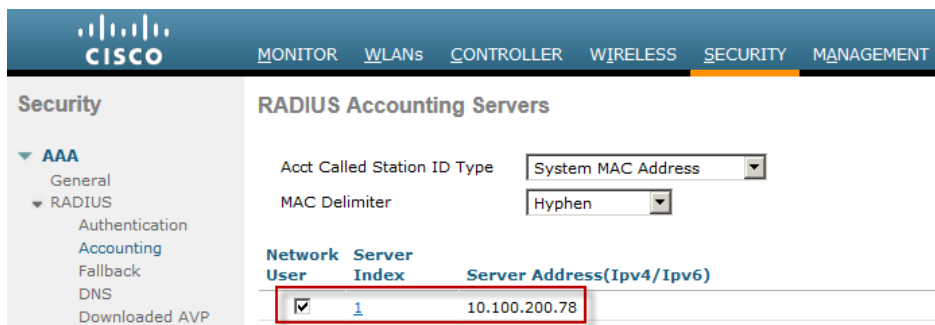 CISCO
MONITOR WLANs CONTROLLER WIRELESS SECURITY MANAGEMENT
Security
AAA
General
RADIUS
Authentication
Accounting
Fallback
DNS
Downloaded AVP
RADIUS Accounting Servers
Acct Called Station ID Type System MAC Address
MAC Delimiter Hyphen
Network User Server Index Server Address(Ipv4/Ipv6)
1 10.100.200.78